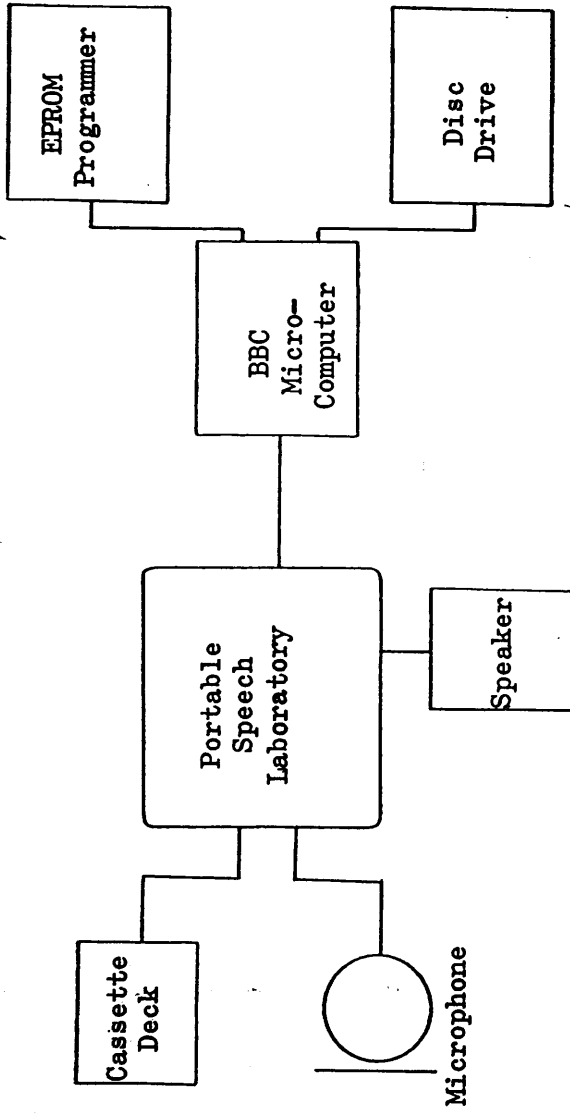 Cassette
Deck
Microphone
Portable
Speech
Laboratory
Speaker
BBC
Micro-
Computer
EPROM
Programmer
Disc
Drive